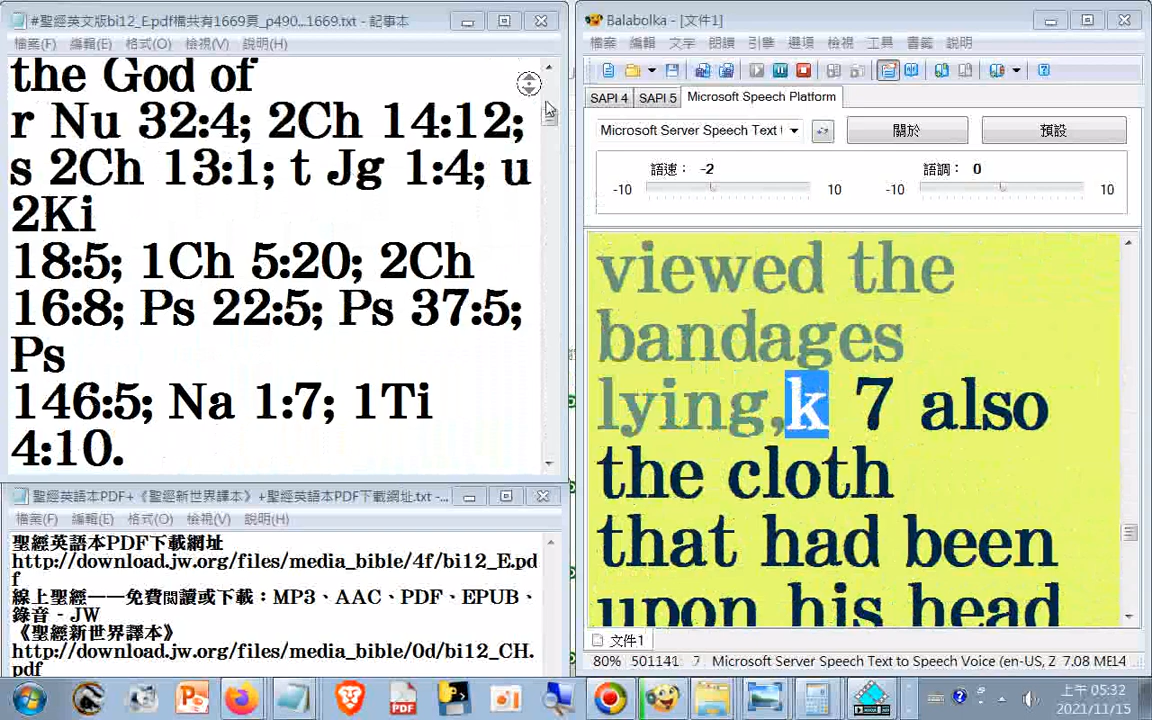 #聖經英文版bi12_E.pdf檔共有1669頁_p490...1669.txt - 記事本
檔案(F) 編輯(E) 格式(O) 檢視(V) 說明(H)
the God of
r Nu 32:4; 2Ch 14:12;
s 2Ch 13:1; t Jg 1:4; u
2Ki
18:5; 1Ch 5:20; 2Ch
16:8; Ps 22:5; Ps 37:5;
Ps
146:5; Na 1:7; 1Ti
4:10.
聖經英語本PDF+《聖經新世界譯本》+聖經英語本PDF下載網址.txt -...
檔案(F) 編輯(E) 格式(O) 檢視(V) 說明(H)
聖經英語本PDF下載網址
http://download.jw.org/files/media_bible/4f/bi12_E.pd
f
線上聖經——免費閱讀或下載：MP3、AAC、PDF、EPUB、
錄音 - JW
《聖經新世界譯本》
http://download.jw.org/files/media_bible/0d/bi12_CH.
pdf
Balabolka - [文件1]
檔案 編輯 文字 朗讀 引擎 選項 檢視 工具 書籤 說明
SAPI 4 SAPI 5 Microsoft Speech Platform
Microsoft Server Speech Text 關於 預設
語速： -2 語調： 0
-10 10 -10 10
viewed the
bandages
lying,k 7 also
the cloth
that had been
upon his head
文件1
80% 501141 7 Microsoft Server Speech Text to Speech Voice (en-US, Z 7.08 ME14
上午 05:32
2021/11/15